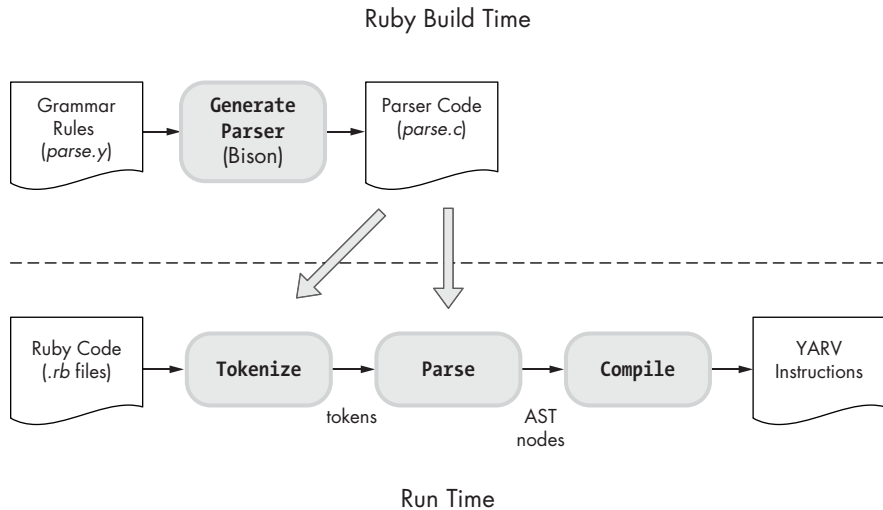 Ruby Build Time
Grammar
Rules
(parse.y)
Generate
Parser
(Bison)
Parser Code
(parse.c)
Ruby Code
(.rb files)
Tokenize
tokens
Parse
AST
nodes
Compile
YARV
Instructions
Run Time